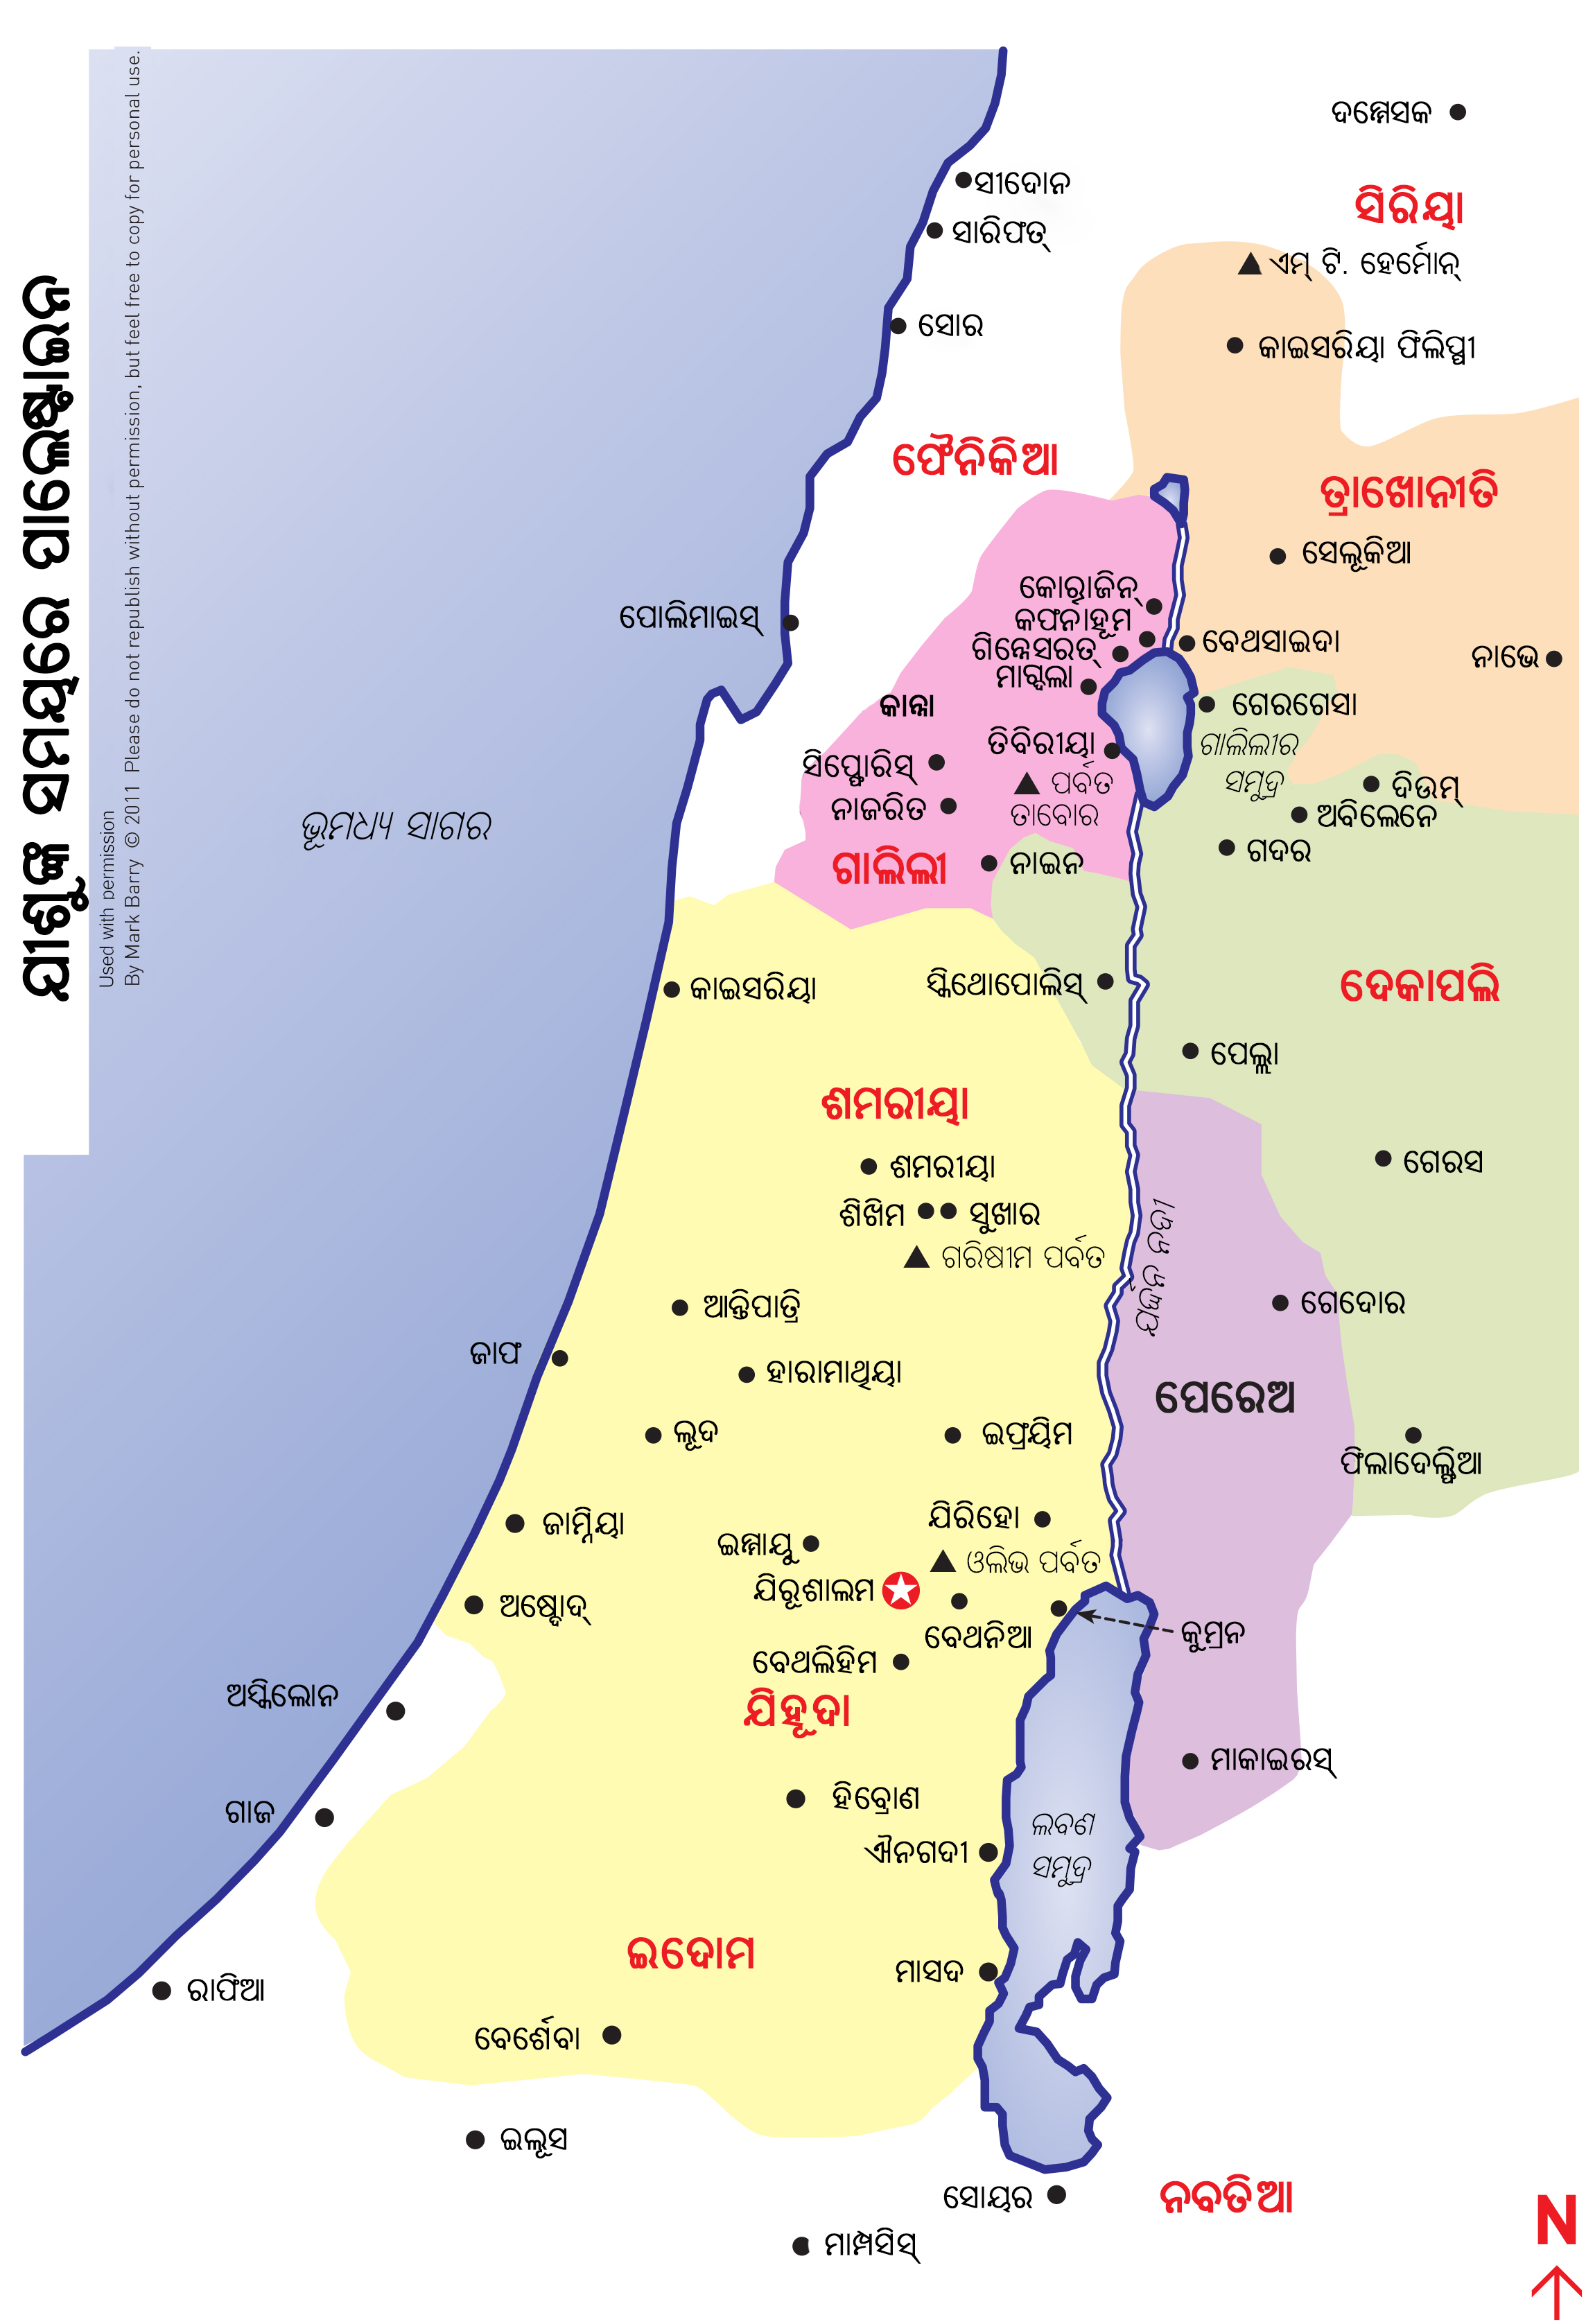 ଯୀଶୁଙ୍କ ସମୟରେ ପାଲେଷ୍ଟାଇନ
Used with permission
By Mark Barry © 2011 Please do not republish without permission, but feel free to copy for personal use.
ଦମ୍ମେସକ
ସୀଦୋନ
ସିରିୟା
ସାରିଫତ୍
ଏମ୍ ଟି. ହେର୍ମୋନ୍
ସୋର
କାଇସରିୟା ଫିଲିପ୍ପୀ
ଫୈନିକିଆ
ତ୍ରାଖୋନୀତି
ସେଲୂକିଆ
କୋରାଜିନ୍
ପୋଲିମାଇସ୍
କଫର୍ନାହୂମ
ବେଥସାଇଦା
ଗିନ୍ନେସରତ୍
ନାଭେ
ମାଗ୍ଦଲା
କାନ୍ନା
ଗେରଗେସା
ତିବିରୀୟା
ଗାଲିଲୀର
ସମୁଦ୍ର
ସିପ୍ଫୋରିସ୍
ପର୍ବତ
ତାବୋର
ଦିଉମ୍
ନାଜରିତ
ଅବିଲେନେ
ଭୂମଧ୍ୟ ସାଗର
ଗଦର
ଗାଲିଲୀ
ନାଇନ
କାଇସରିୟା
ସ୍କିଥୋପୋଲିସ୍
ଦେକାପଲି
ପେଲ୍ଲା
ଶମରୀୟା
ଶମରୀୟା
ଗେରସ
ଶିଖିମ
ସୁଖାର
ଗରିଷୀମ ପର୍ବତ
ଯର୍ଦ୍ଦନ ନଦୀ
ଆନ୍ତିପାତ୍ରି
ଗେଦୋର
ଜାଫ
ହାରାମାଥିୟା
ପେରେଅ
ଲୂଦ
ଇଫ୍ରୟିମ
ଫିଲାଦେଲ୍ଫିଆ
ଜାମ୍ନିୟା
ଯିରିହୋ
ଇମ୍ମାୟୁ
ଓଲିଭ ପର୍ବତ
ଯିରୂଶାଲମ
ଅଷ୍ଦୋଦ୍
ବେଥନିଆ
କୁମ୍ରନ
ବେଥଲିହିମ
ଅସ୍କିଲୋନ
ଯିହୂଦା
ମାକାଇରସ୍
ହିବ୍ରୋଣ
ଗାଜ
ଲବଣ
ସମୁଦ୍ର
ଐନଗଦୀ
ଇଦୋମ
ମାସଦ
ରାଫିଆ
ବେର୍ଶେବା
ଇଲୂସ
ସୋୟର
ନବତିଆ
ମାମ୍ପସିସ୍
N